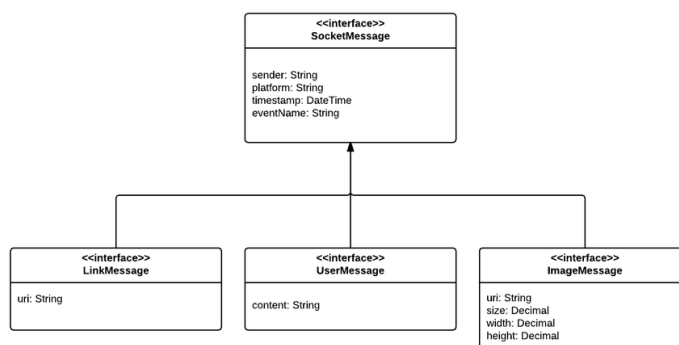 <<interface>>
SocketMessage
sender: String
platform: String
timestamp: DateTime
eventName: String
<<interface>>
LinkMessage
uri: String
<<interface>>
UserMessage
content: String
<<interface>>
ImageMessage
uri: String
size: Decimal
width: Decimal
height: Decimal